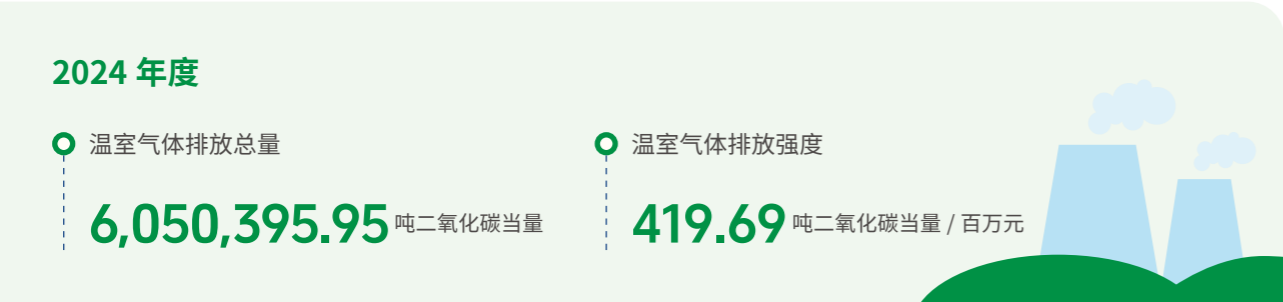 2024 年度
温室气体排放总量
6,050,395.95 吨二氧化碳当量
温室气体排放强度
419.69 吨二氧化碳当量 / 百万元